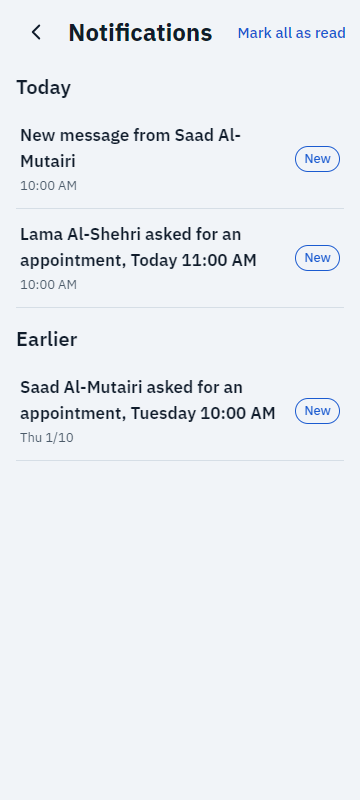 Notifications
Mark all as read
Today
New message from Saad Al-
Mutairi
10:00 AM
New
Lama Al-Shehri asked for an
appointment, Today 11:00 AM
10:00 AM
New
Earlier
Saad Al-Mutairi asked for an
appointment, Tuesday 10:00 AM
Thu 1/10
New